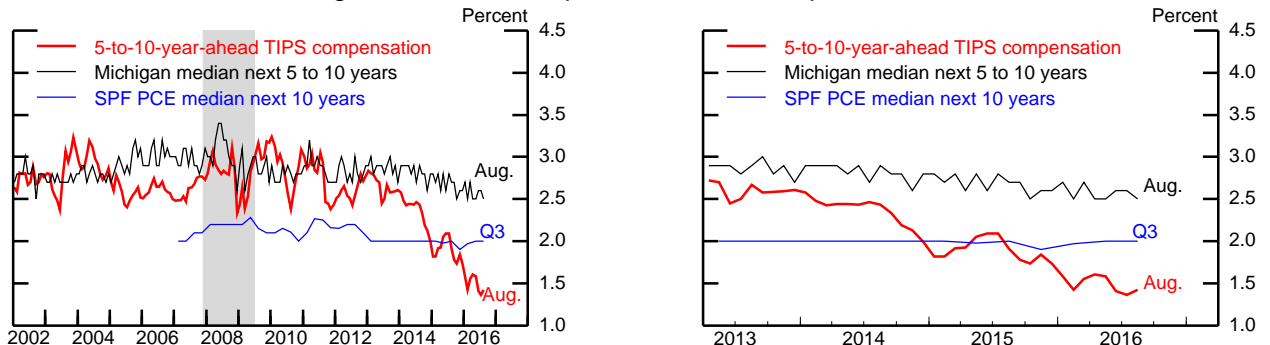 Percent
4.5
5-to-10-year-ahead TIPS compensation
Michigan median next 5 to 10 years
SPF PCE median next 10 years
4.0
3.5
3.0
2.5
2.0
1.5
1.0
Aug.
Q3
Aug.
2002 2004 2006 2008 2010 2012 2014 2016
Percent
4.5
5-to-10-year-ahead TIPS compensation
Michigan median next 5 to 10 years
SPF PCE median next 10 years
4.0
3.5
3.0
2.5
2.0
1.5
1.0
Aug.
Q3
Aug.
2013 2014 2015 2016